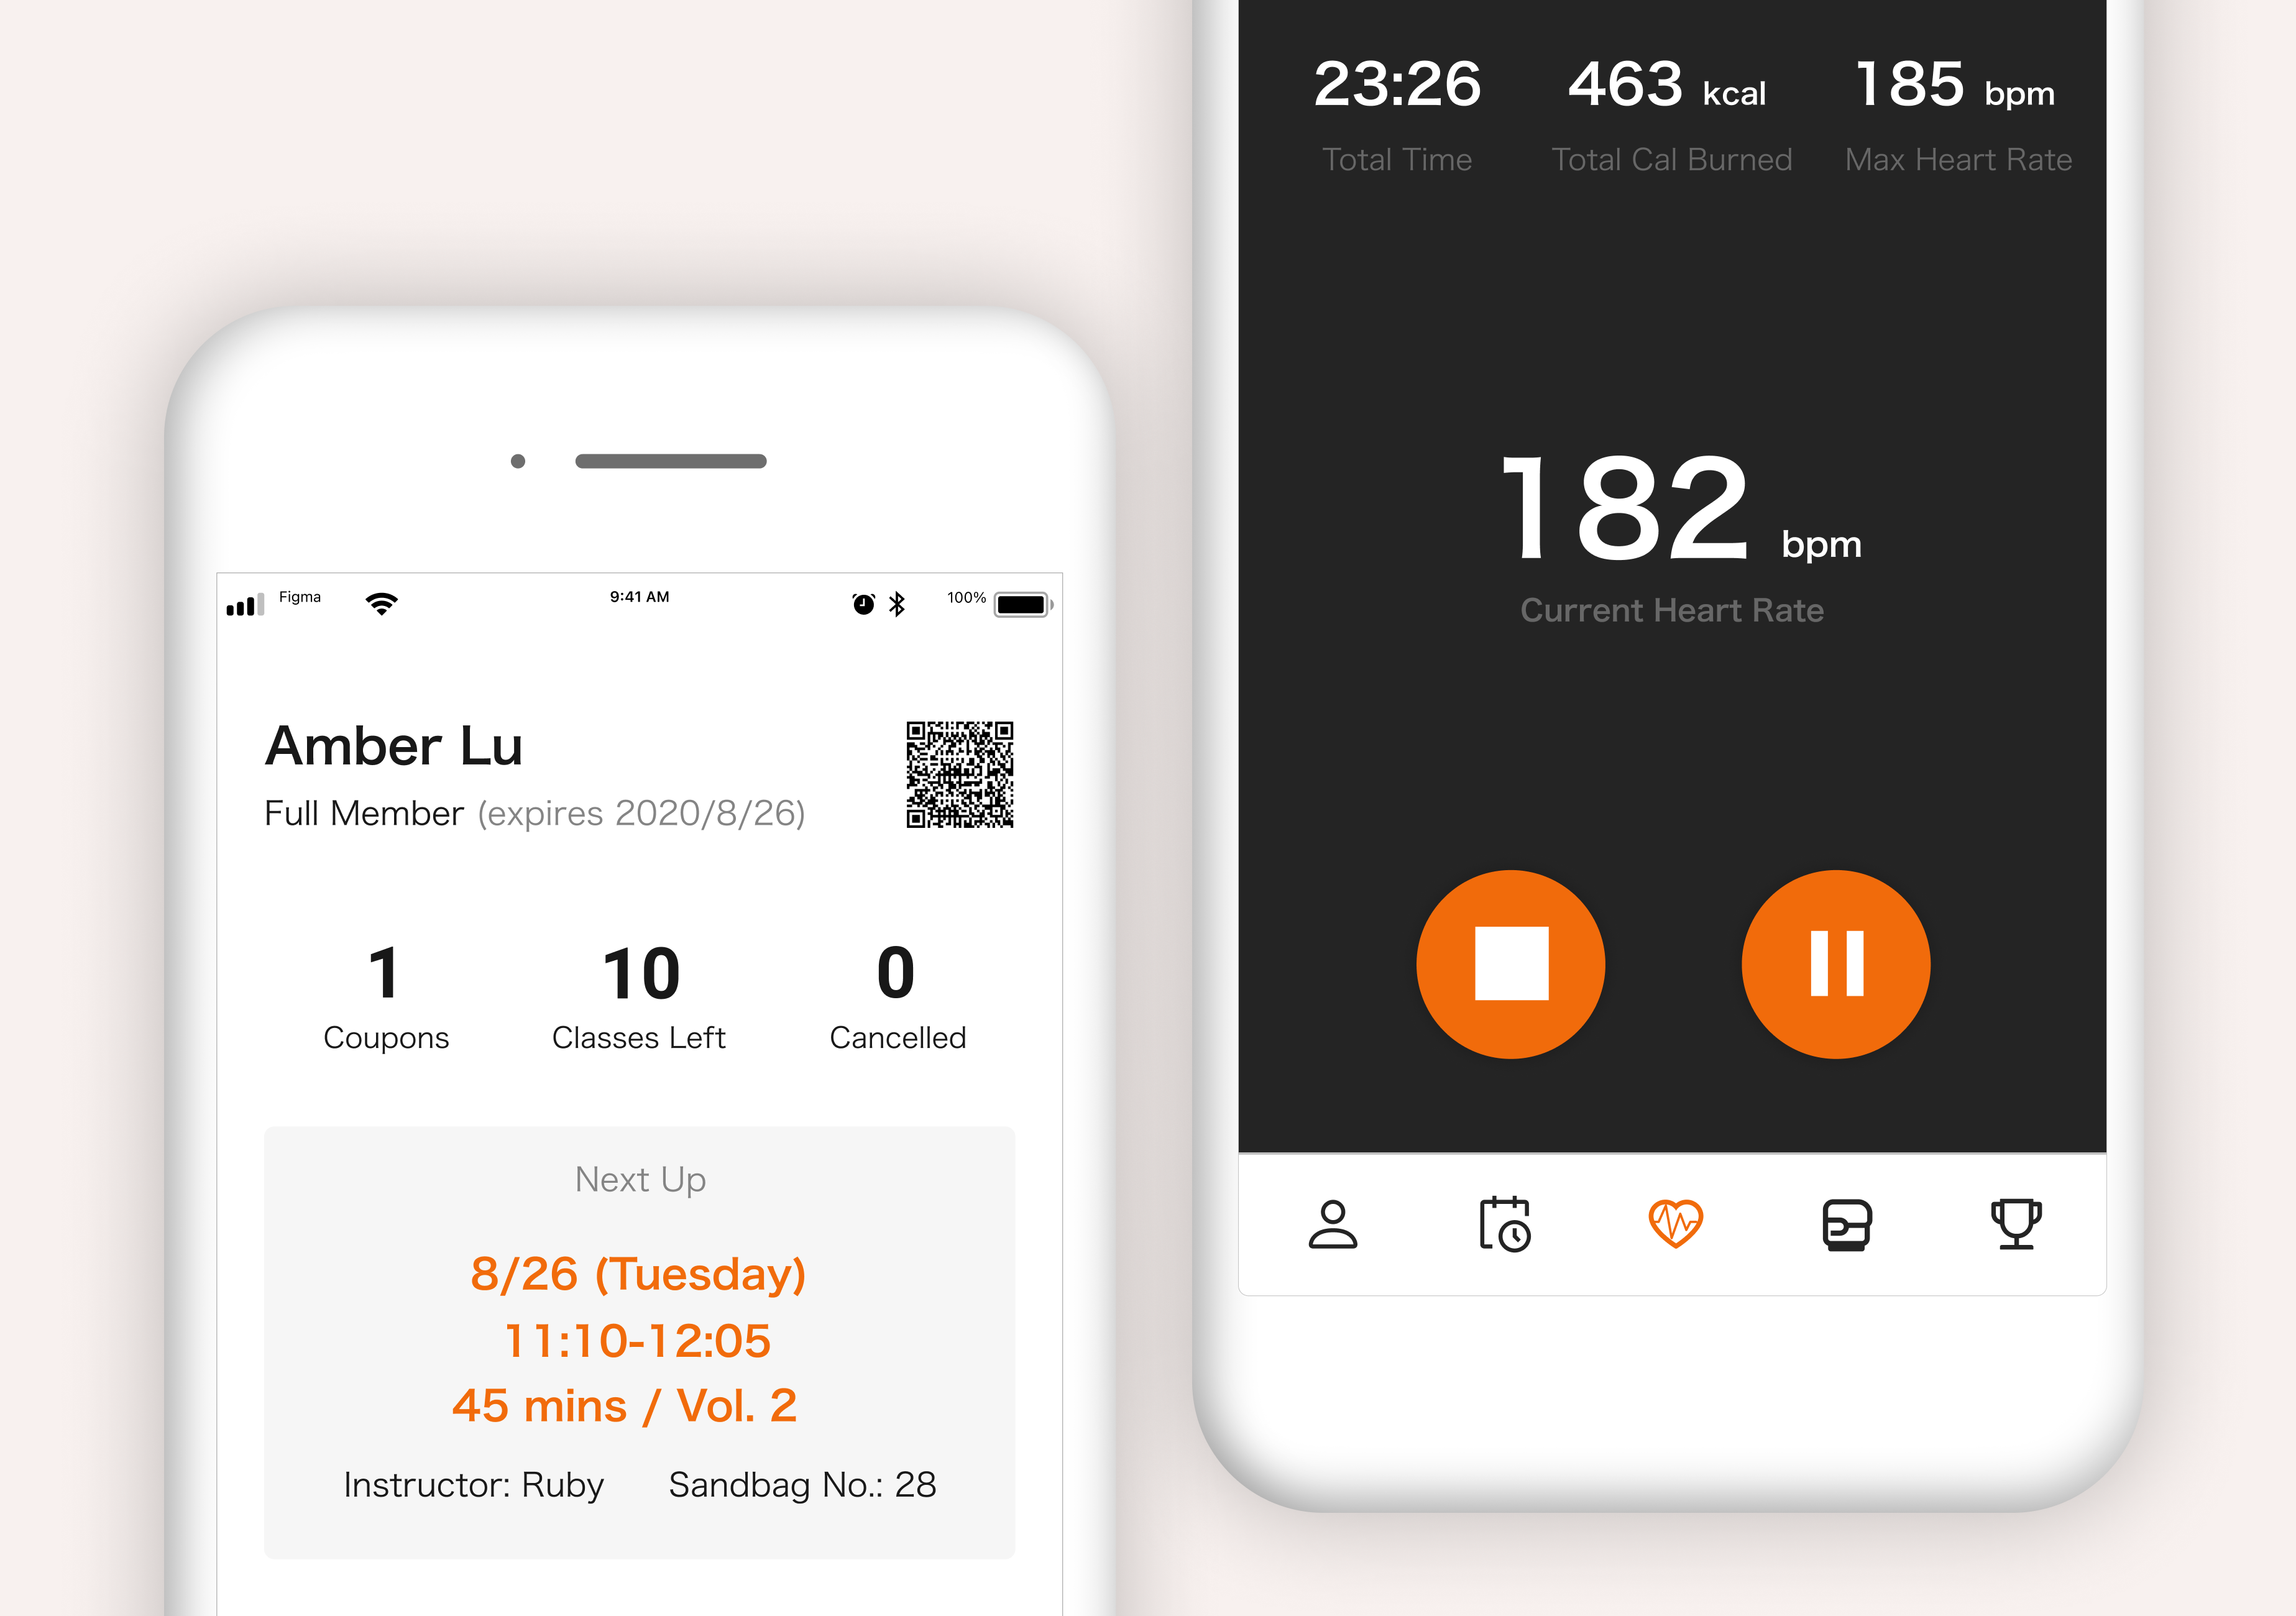 Figma 9:41 AM 100%
Amber Lu
Full Member (expires 2020/8/26)
1 10 0
Coupons Classes Left Cancelled
Next Up
8/26 (Tuesday)
11:10-12:05
45 mins / Vol. 2
Instructor: Ruby Sandbag No.: 28
23:26 463 kcal 185 bpm
Total Time Total Cal Burned Max Heart Rate
182 bpm
Current Heart Rate